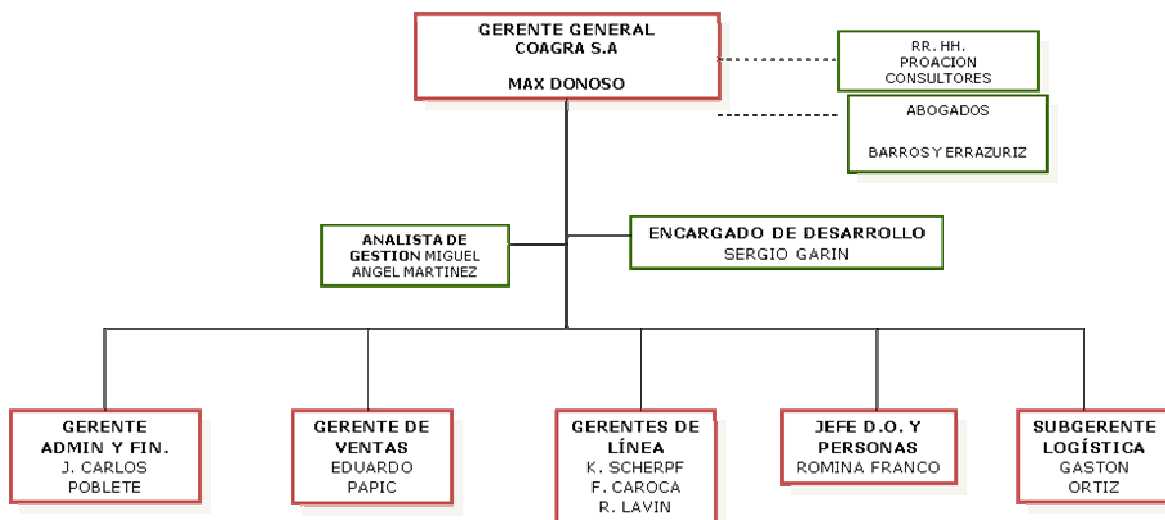 GERENTE GENERAL
COAGRA S.A
MAX DONOSO
RR. HH.
PROACION
CONSULTORES
ABOGADOS
BARROS Y ERRAZURIZ
ANALISTA DE
GESTION MIGUEL
ANGEL MARTINEZ
ENCARGADO DE DESARROLLO
SERGIO GARIN
GERENTE
ADMIN Y FIN.
J. CARLOS
POBLETE
GERENTE DE
VENTAS
EDUARDO
PAPIC
GERENTES DE
LÍNEA
K. SCHERPF
F. CAROCA
R. LAVIN
JEFE D.O. Y
PERSONAS
ROMINA FRANCO
SUBGERENTE
LOGÍSTICA
GASTON
ORTIZ